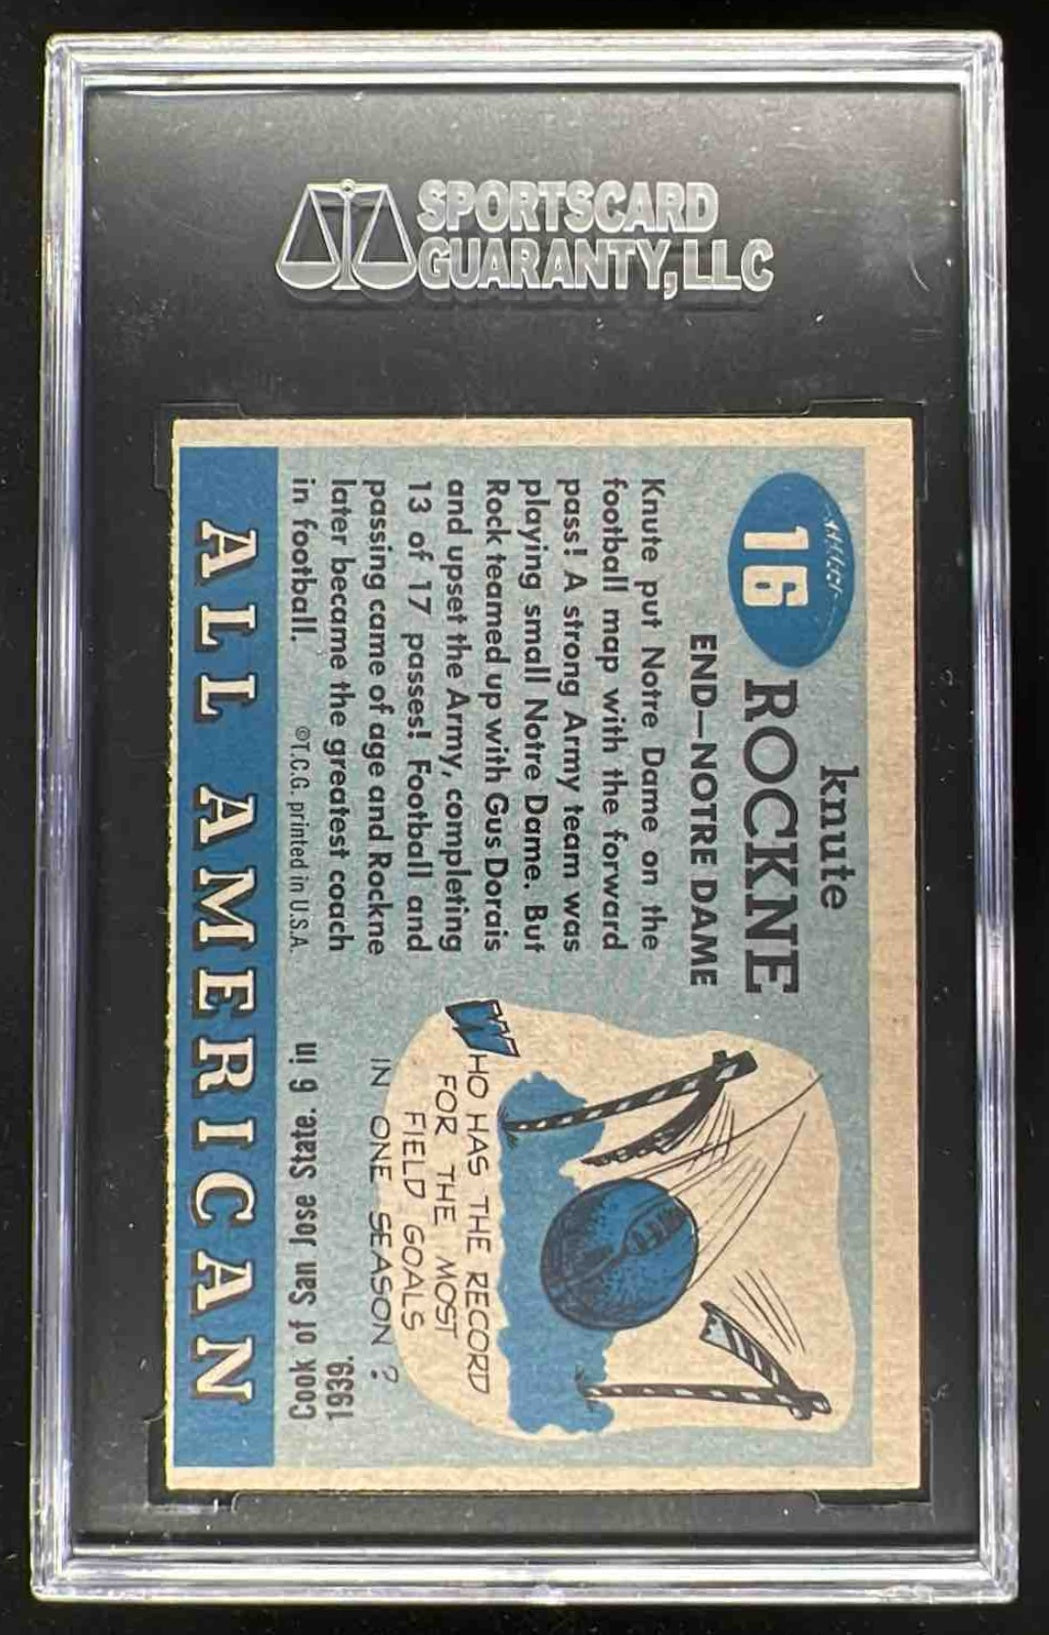 SPORTSCARD
GUARANTY, LLC
16
knute
ROCKNE
END—NOTRE DAME
Knute put Notre Dame on the
football map with the forward
pass! A strong Army team was
playing small Notre Dame. But
Rock teamed up with Gus Dorais
and upset the Army, completing
13 of 17 passes! Football and
passing came of age and Rockne
later became the greatest coach
in football.
©T.C.G. printed in U.S.A.
WHO HAS THE RECORD
FOR THE MOST
FIELD GOALS
IN ONE SEASON?
Cook of San Jose State. 6 in
1939.
ALL AMERICAN